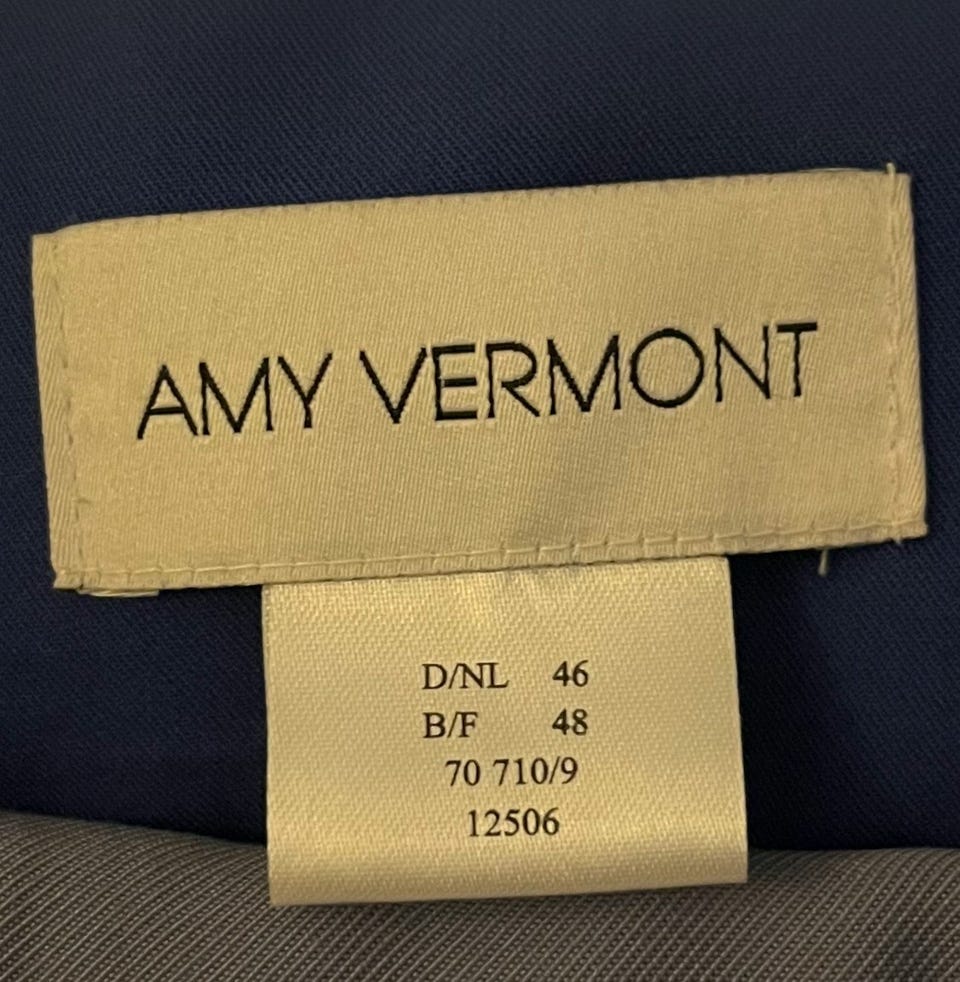 AMY VERMONT
D/NL 46
B/F 48
70 710/9
12506